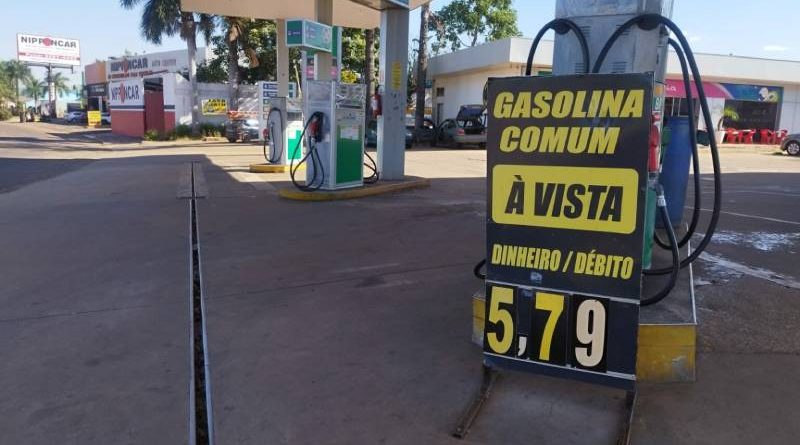 NIPPONCAR
NIPPONCAR
NIPPONCAR
GASOLINA
COMUM
À VISTA
DINHEIRO / DÉBITO
5,79